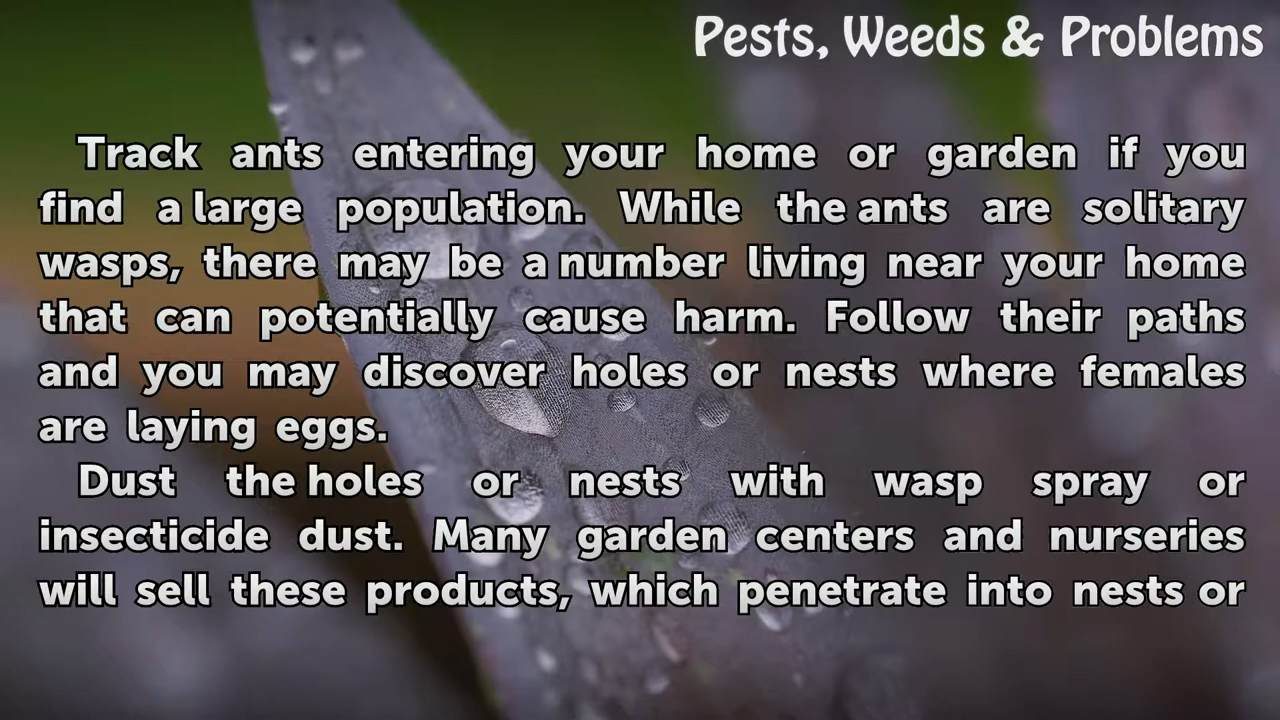 Pests, Weeds & Problems
Track ants entering your home or garden if you
find a large population. While the ants are solitary
wasps, there may be a number living near your home
that can potentially cause harm. Follow their paths
and you may discover holes or nests where females
are laying eggs.
Dust the holes or nests with wasp spray or
insecticide dust. Many garden centers and nurseries
will sell these products, which penetrate into nests or